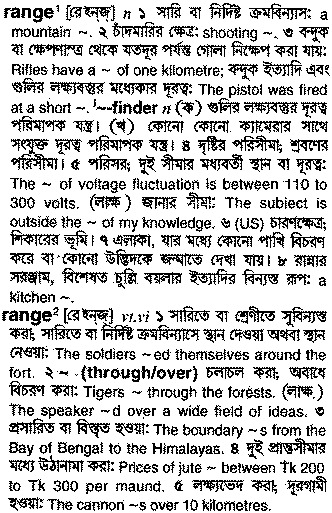 range¹ [রেইন্‌জ্] n ১ সারি বা নির্দিষ্ট ক্রমবিন্যাস: a
mountain ~. ২ চাঁদমারির ক্ষেত্র: shooting ~. ৩ বন্দুক
বা ক্ষেপণাস্ত্র থেকে যতদূর পর্যন্ত গোলা নিক্ষেপ করা যায়:
Rifles have a ~ of one kilometre; বন্দুক ইত্যাদি এবং
গুলির লক্ষ্যবস্তুর মধ্যেকার দূরত্ব: The pistol was fired
at a short ~. '~-finder n (ক) গুলির লক্ষ্যবস্তুর দূরত্ব
পরিমাপক যন্ত্র। (খ) কোনো কোনো ক্যামেরার সাথে
সংযুক্ত দূরত্ব পরিমাপক যন্ত্র। ৪ দৃষ্টির পরিসীমা; শ্রবণের
পরিসীমা। ৫ পরিসর; দুই সীমার মধ্যবর্তী স্থান বা দূরত্ব:
The ~ of voltage fluctuation is between 110 to
300 volts. (লাক্ষ.) জানার সীমা: The subject is
outside the ~ of my knowledge. ৬ (US) চারণক্ষেত্র;
শিকারের ভূমি। ৭ এলাকা, যার মধ্যে কোনো পাখি বিচরণ
করে বা কোনো উদ্ভিদকে জন্মাতে দেখা যায়। ৮ রান্নার
সরঞ্জাম, বিশেষত চুল্লি বয়লার ইত্যাদির বিন্যস্ত রূপ: a
kitchen ~.
range² [রেইন্‌জ্] vt,vi ১ সারিতে বা শ্রেণীতে সুবিন্যস্ত
করা; সারিতে বা নির্দিষ্ট ক্রমবিন্যাসে স্থান দেওয়া অথবা স্থান
নেওয়া: The soldiers ~ed themselves around the
fort. ২ ~ (through/over) চলাচল করা; অবাধে
বিচরণ করা: Tigers ~ through the forests. (লাক্ষ.)
The speaker ~d over a wide field of ideas. ৩
প্রসারিত বা বিস্তৃত হওয়া: The boundary ~s from the
Bay of Bengal to the Himalayas. ৪ দুই প্রান্তসীমার
মধ্যে উঠানামা করা: Prices of jute ~ between Tk 200
to Tk 300 per maund. ৫ লক্ষ্যভেদ করা; দূরগামী
হওয়া: The cannon ~s over 10 kilometres.